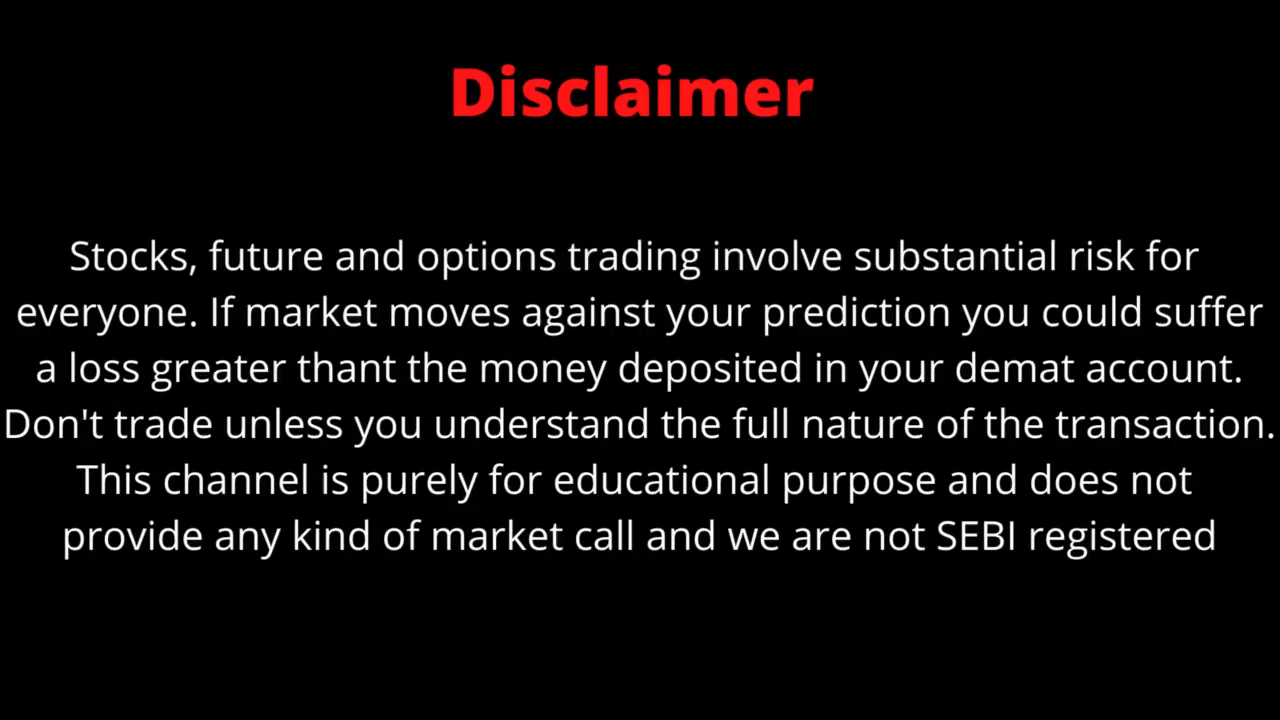 Disclaimer
Stocks, future and options trading involve substantial risk for
everyone. If market moves against your prediction you could suffer
a loss greater thant the money deposited in your demat account.
Don't trade unless you understand the full nature of the transaction.
This channel is purely for educational purpose and does not
provide any kind of market call and we are not SEBI registered